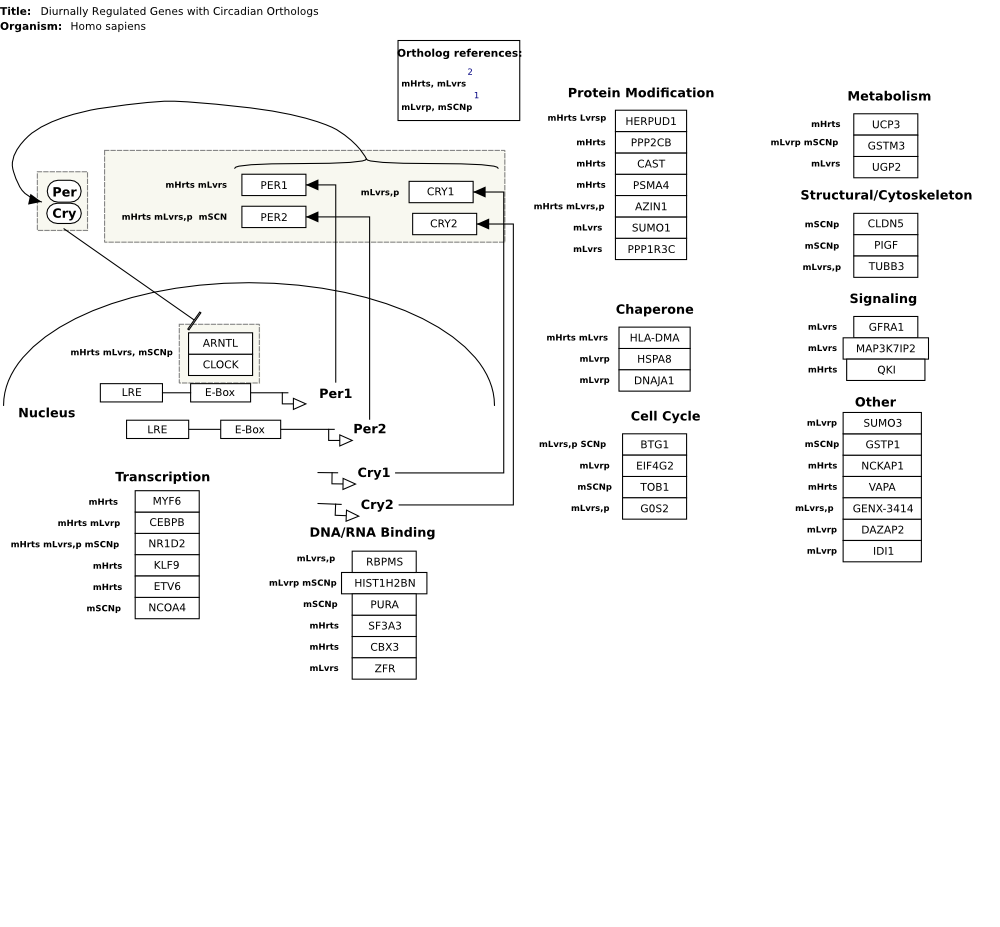 Title: Diurnally Regulated Genes with Circadian Orthologs
Organism: Homo sapiens
Ortholog references:
mHrts, mLvrs 2
mLvrp, mSCNp 1
Per
Cry
mHrts mLvrs PER1
mHrts mLvrs,p mSCN PER2
mLvrs,p CRY1
CRY2
mHrts mLvrs, mSCNp
ARNTL
CLOCK
LRE E-Box Per1
Nucleus
LRE E-Box Per2
Cry1
Cry2
Transcription
mHrts MYF6
mHrts mLvrp CEBPB
mHrts mLvrs,p mSCNp NR1D2
mHrts KLF9
mHrts ETV6
mSCNp NCOA4
DNA/RNA Binding
mLvrs,p RBPMS
mLvrp mSCNp HIST1H2BN
mSCNp PURA
mHrts SF3A3
mHrts CBX3
mLvrs ZFR
Protein Modification
mHrts Lvrsp HERPUD1
mHrts PPP2CB
mHrts CAST
mHrts PSMA4
mHrts mLvrs,p AZIN1
mLvrs SUMO1
mLvrs PPP1R3C
Chaperone
mHrts mLvrs HLA-DMA
mLvrp HSPA8
mLvrp DNAJA1
Cell Cycle
mLvrs,p SCNp BTG1
mLvrp EIF4G2
mSCNp TOB1
mLvrs,p G0S2
Metabolism
mHrts UCP3
mLvrp mSCNp GSTM3
mLvrs UGP2
Structural/Cytoskeleton
mSCNp CLDN5
mSCNp PIGF
mLvrs,p TUBB3
Signaling
mLvrs GFRA1
mLvrs MAP3K7IP2
mHrts QKI
Other
mLvrp SUMO3
mSCNp GSTP1
mHrts NCKAP1
mHrts VAPA
mLvrs,p GENX-3414
mLvrp DAZAP2
mLvrp IDI1